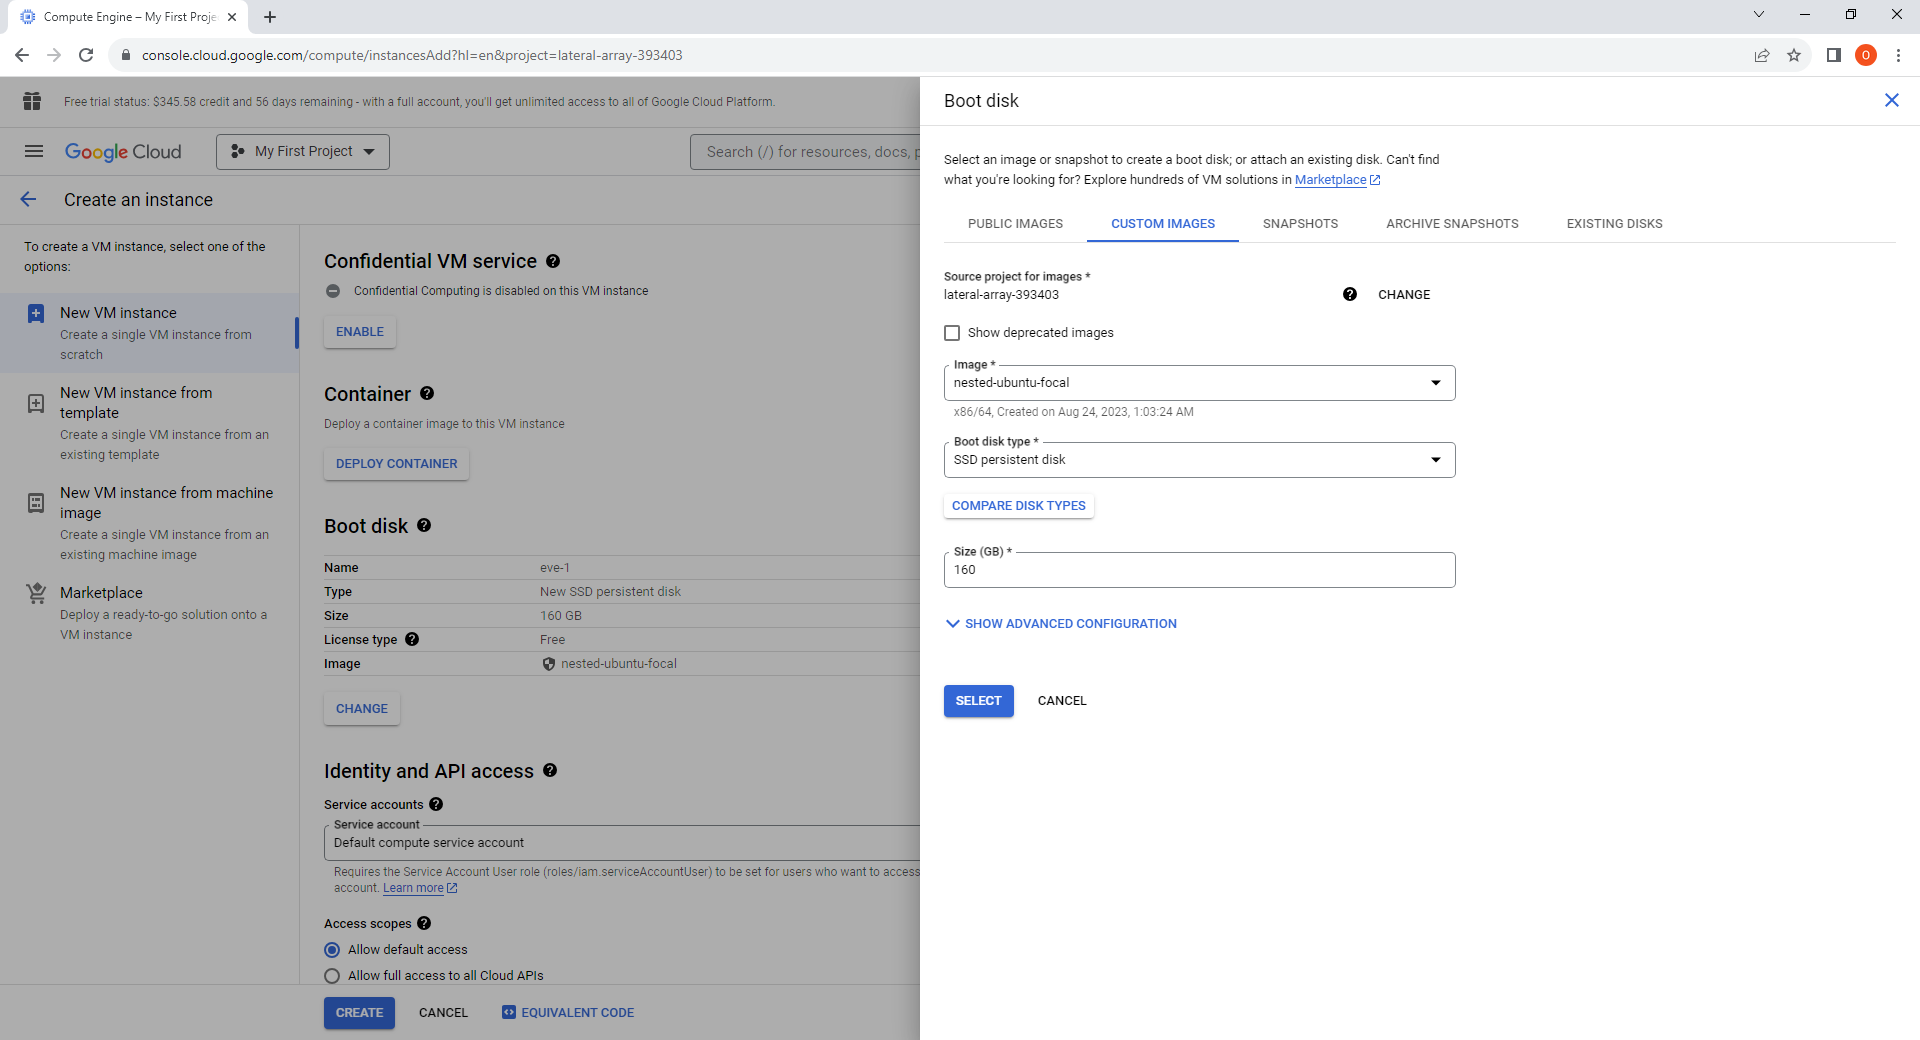 Compute Engine – My First Proje
console.cloud.google.com/compute/instancesAdd?hl=en&project=lateral-array-393403
O
Free trial status: $345.58 credit and 56 days remaining - with a full account, you'll get unlimited access to all of Google Cloud Platform.
Google Cloud
My First Project
Search (/) for resources, docs, p
Create an instance
To create a VM instance, select one of the
options:
New VM instance
Create a single VM instance from
scratch
New VM instance from
template
Create a single VM instance from an
existing template
New VM instance from machine
image
Create a single VM instance from an
existing machine image
Marketplace
Deploy a ready-to-go solution onto a
VM instance
Confidential VM service
Confidential Computing is disabled on this VM instance
ENABLE
Container
Deploy a container image to this VM instance
DEPLOY CONTAINER
Boot disk
Name eve-1
Type New SSD persistent disk
Size 160 GB
License type Free
Image nested-ubuntu-focal
CHANGE
Identity and API access
Service accounts
Service account
Default compute service account
Requires the Service Account User role (roles/iam.serviceAccountUser) to be set for users who want to access
account. Learn more
Access scopes
Allow default access
Allow full access to all Cloud APIs
CREATE CANCEL EQUIVALENT CODE
Boot disk
Select an image or snapshot to create a boot disk; or attach an existing disk. Can't find
what you're looking for? Explore hundreds of VM solutions in Marketplace
PUBLIC IMAGES CUSTOM IMAGES SNAPSHOTS ARCHIVE SNAPSHOTS EXISTING DISKS
Source project for images *
lateral-array-393403
CHANGE
Show deprecated images
Image *
nested-ubuntu-focal
x86/64, Created on Aug 24, 2023, 1:03:24 AM
Boot disk type *
SSD persistent disk
COMPARE DISK TYPES
Size (GB) *
160
SHOW ADVANCED CONFIGURATION
SELECT CANCEL